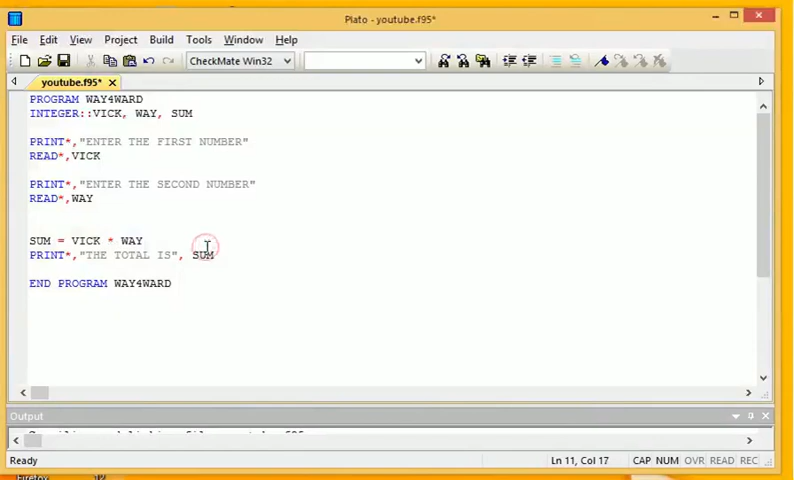 Plato - youtube.f95*
File Edit View Project Build Tools Window Help
CheckMate Win32
youtube.f95*
PROGRAM WAY4WARD
INTEGER::VICK, WAY, SUM
PRINT*,"ENTER THE FIRST NUMBER"
READ*,VICK
PRINT*,"ENTER THE SECOND NUMBER"
READ*,WAY
SUM = VICK * WAY
PRINT*,"THE TOTAL IS", SUM
END PROGRAM WAY4WARD
Output
Ready Ln 11, Col 17 CAP NUM OVR READ REC
Firefox